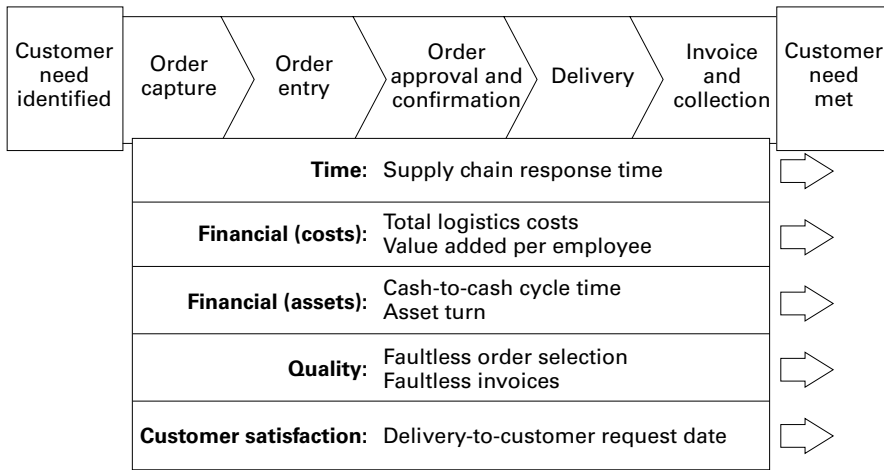 Customer
need
identified
Order
capture
Order
entry
Order
approval and
confirmation
Delivery
Invoice
and
collection
Customer
need
met
Time: Supply chain response time
Financial (costs): Total logistics costs
Value added per employee
Financial (assets): Cash-to-cash cycle time
Asset turn
Quality: Faultless order selection
Faultless invoices
Customer satisfaction: Delivery-to-customer request date